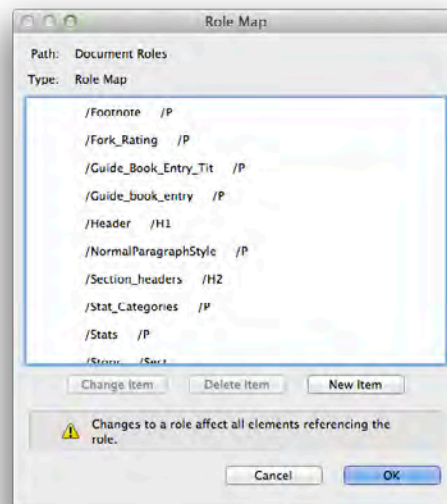 Role Map
Path: Document Roles
Type: Role Map
/Footnote /P
/Fork_Rating /P
/Guide_Book_Entry_Tit /P
/Guide_book_entry /P
/Header /H1
/NormalParagraphStyle /P
/Section_headers /H2
/Stat_Categories /P
/Stats /P
/Sect
Change Item Delete Item New Item
Changes to a role affect all elements referencing the
role.
Cancel OK